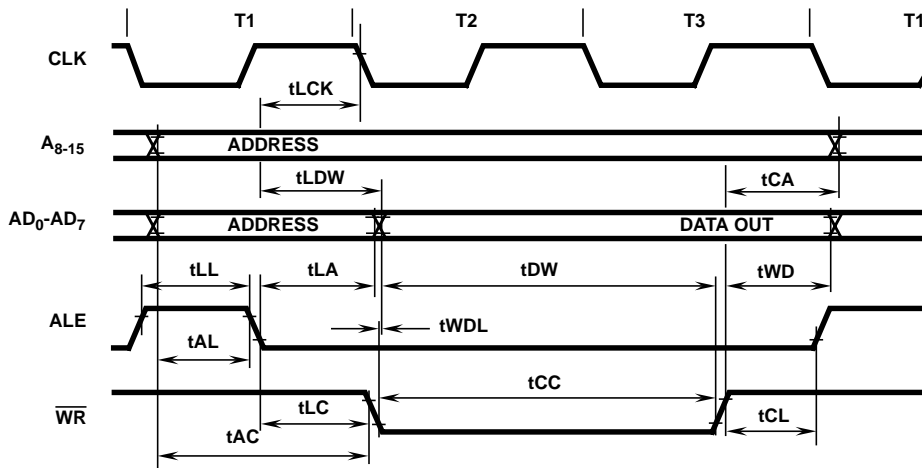 T1 T2 T3 T1
CLK
tLCK
A8-15 ADDRESS
tLDW tCA
AD0-AD7 ADDRESS DATA OUT
tLL tLA tDW tWD
ALE tWDL
tAL
tCC
WR tLC tCL
tAC